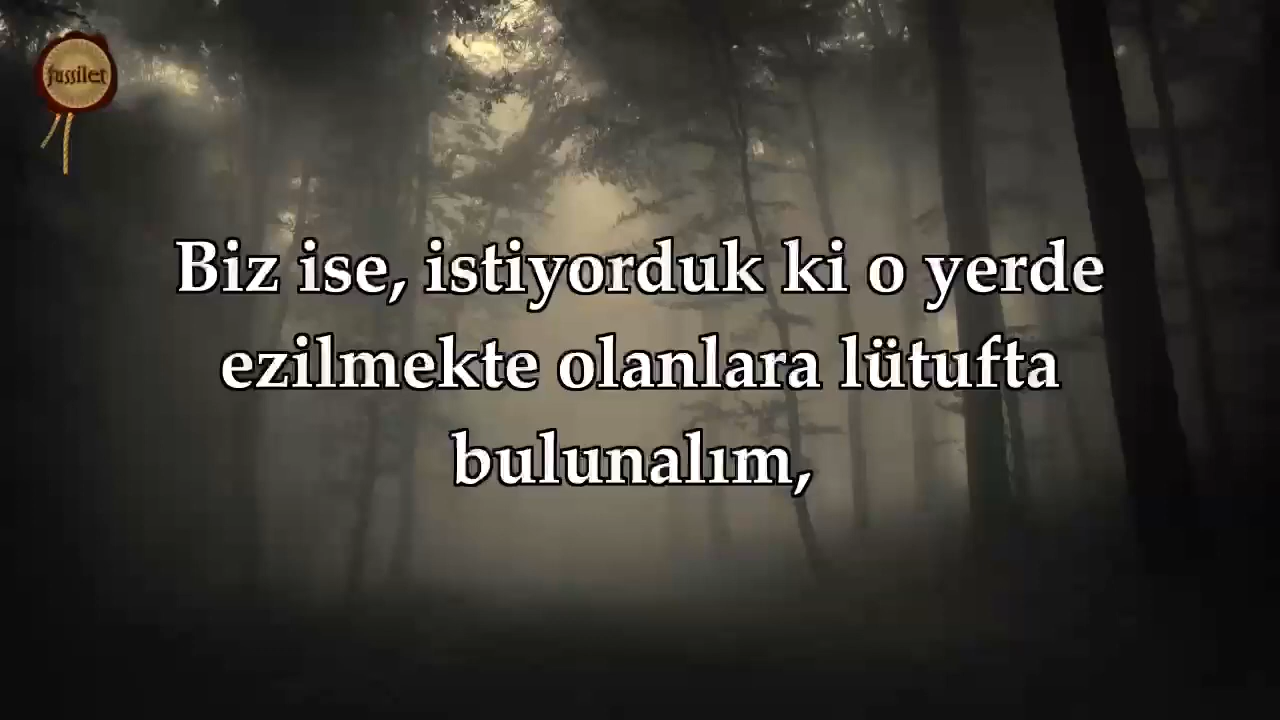 fussilet
Biz ise, istiyorduk ki o yerde
ezilmekte olanlara lütufta
bulunalım,